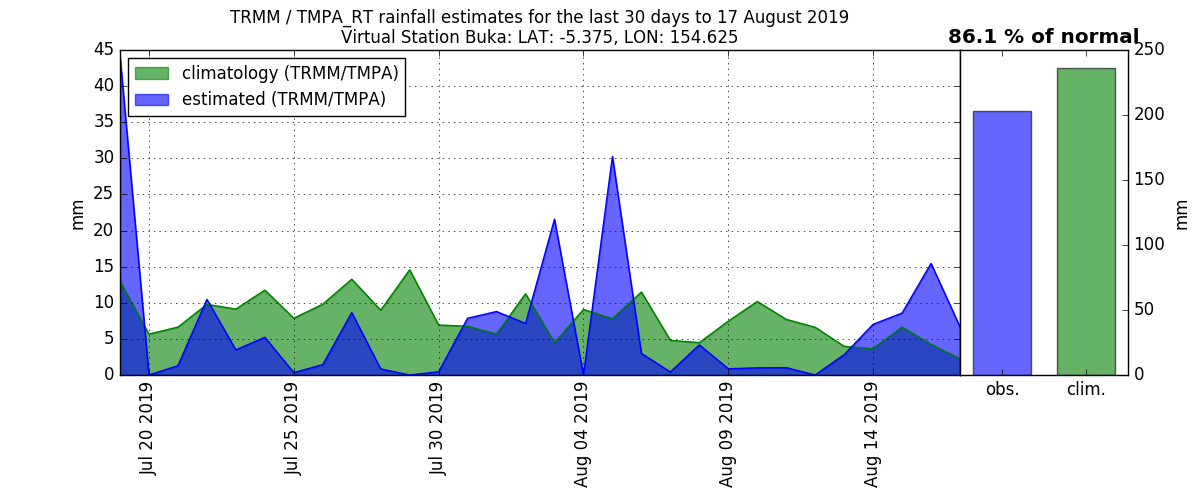 TRMM / TMPA_RT rainfall estimates for the last 30 days to 17 August 2019
Virtual Station Buka: LAT: -5.375, LON: 154.625
86.1 % of normal
climatology (TRMM/TMPA)
estimated (TRMM/TMPA)
mm
45
40
35
30
25
20
15
10
5
0
Jul 20 2019
Jul 25 2019
Jul 30 2019
Aug 04 2019
Aug 09 2019
Aug 14 2019
obs.
clim.
250
200
150
100
50
0
mm